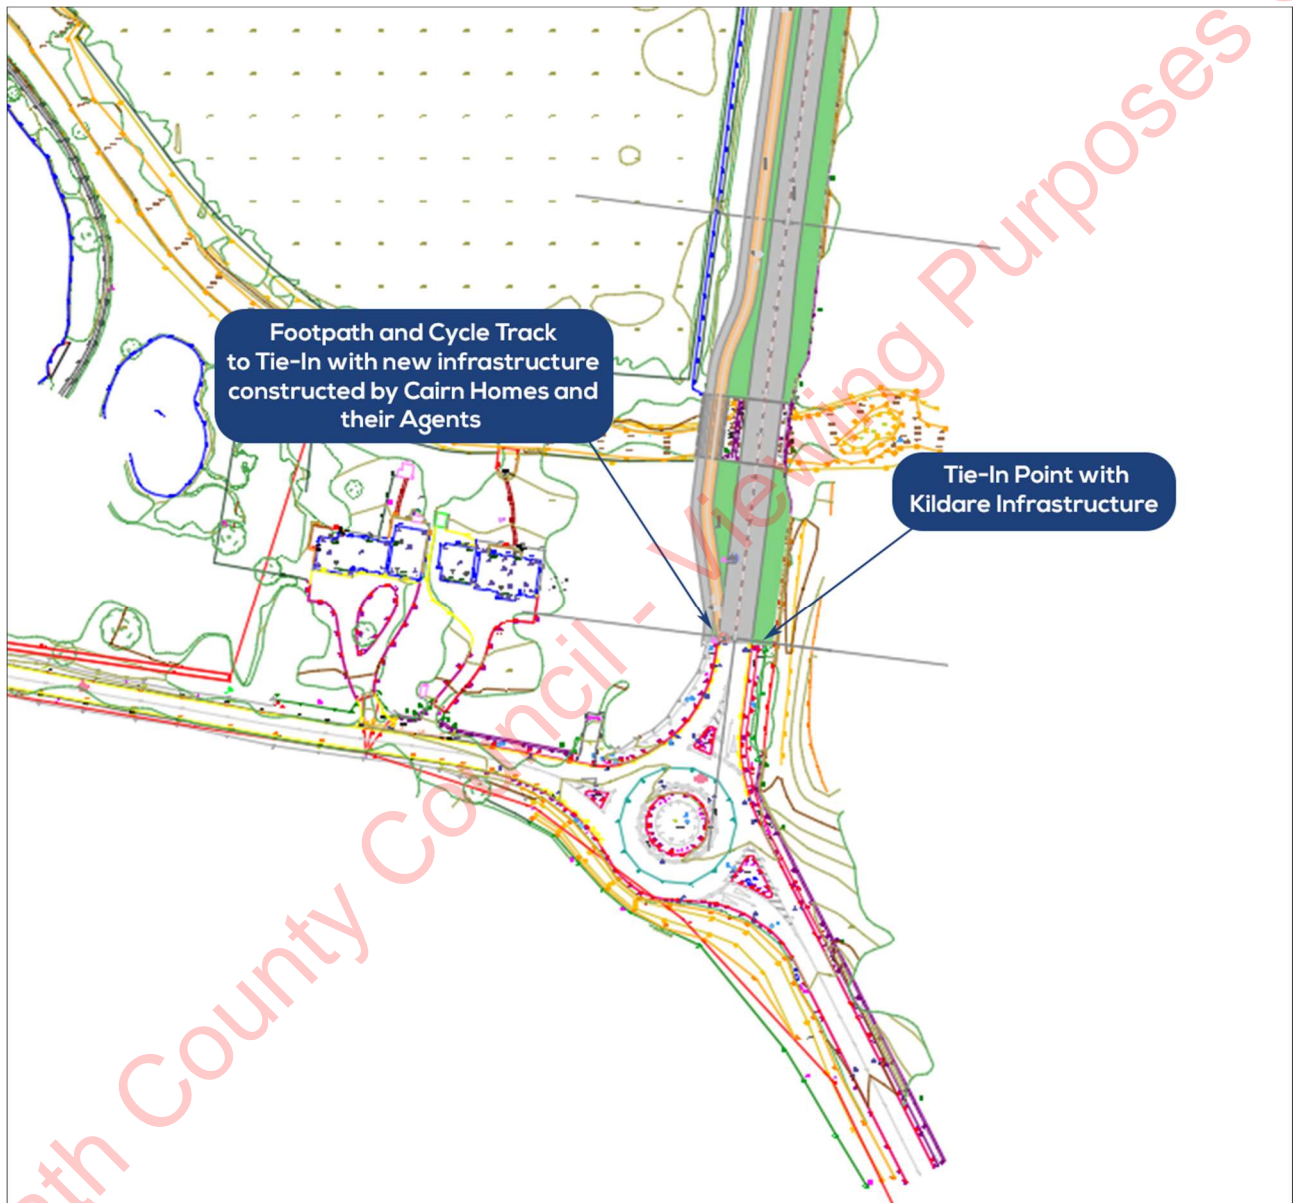 Footpath and Cycle Track
to Tie-In with new infrastructure
constructed by Cairn Homes and
their Agents
Tie-In Point with
Kildare Infrastructure
ath County Council - Viewing Purposes